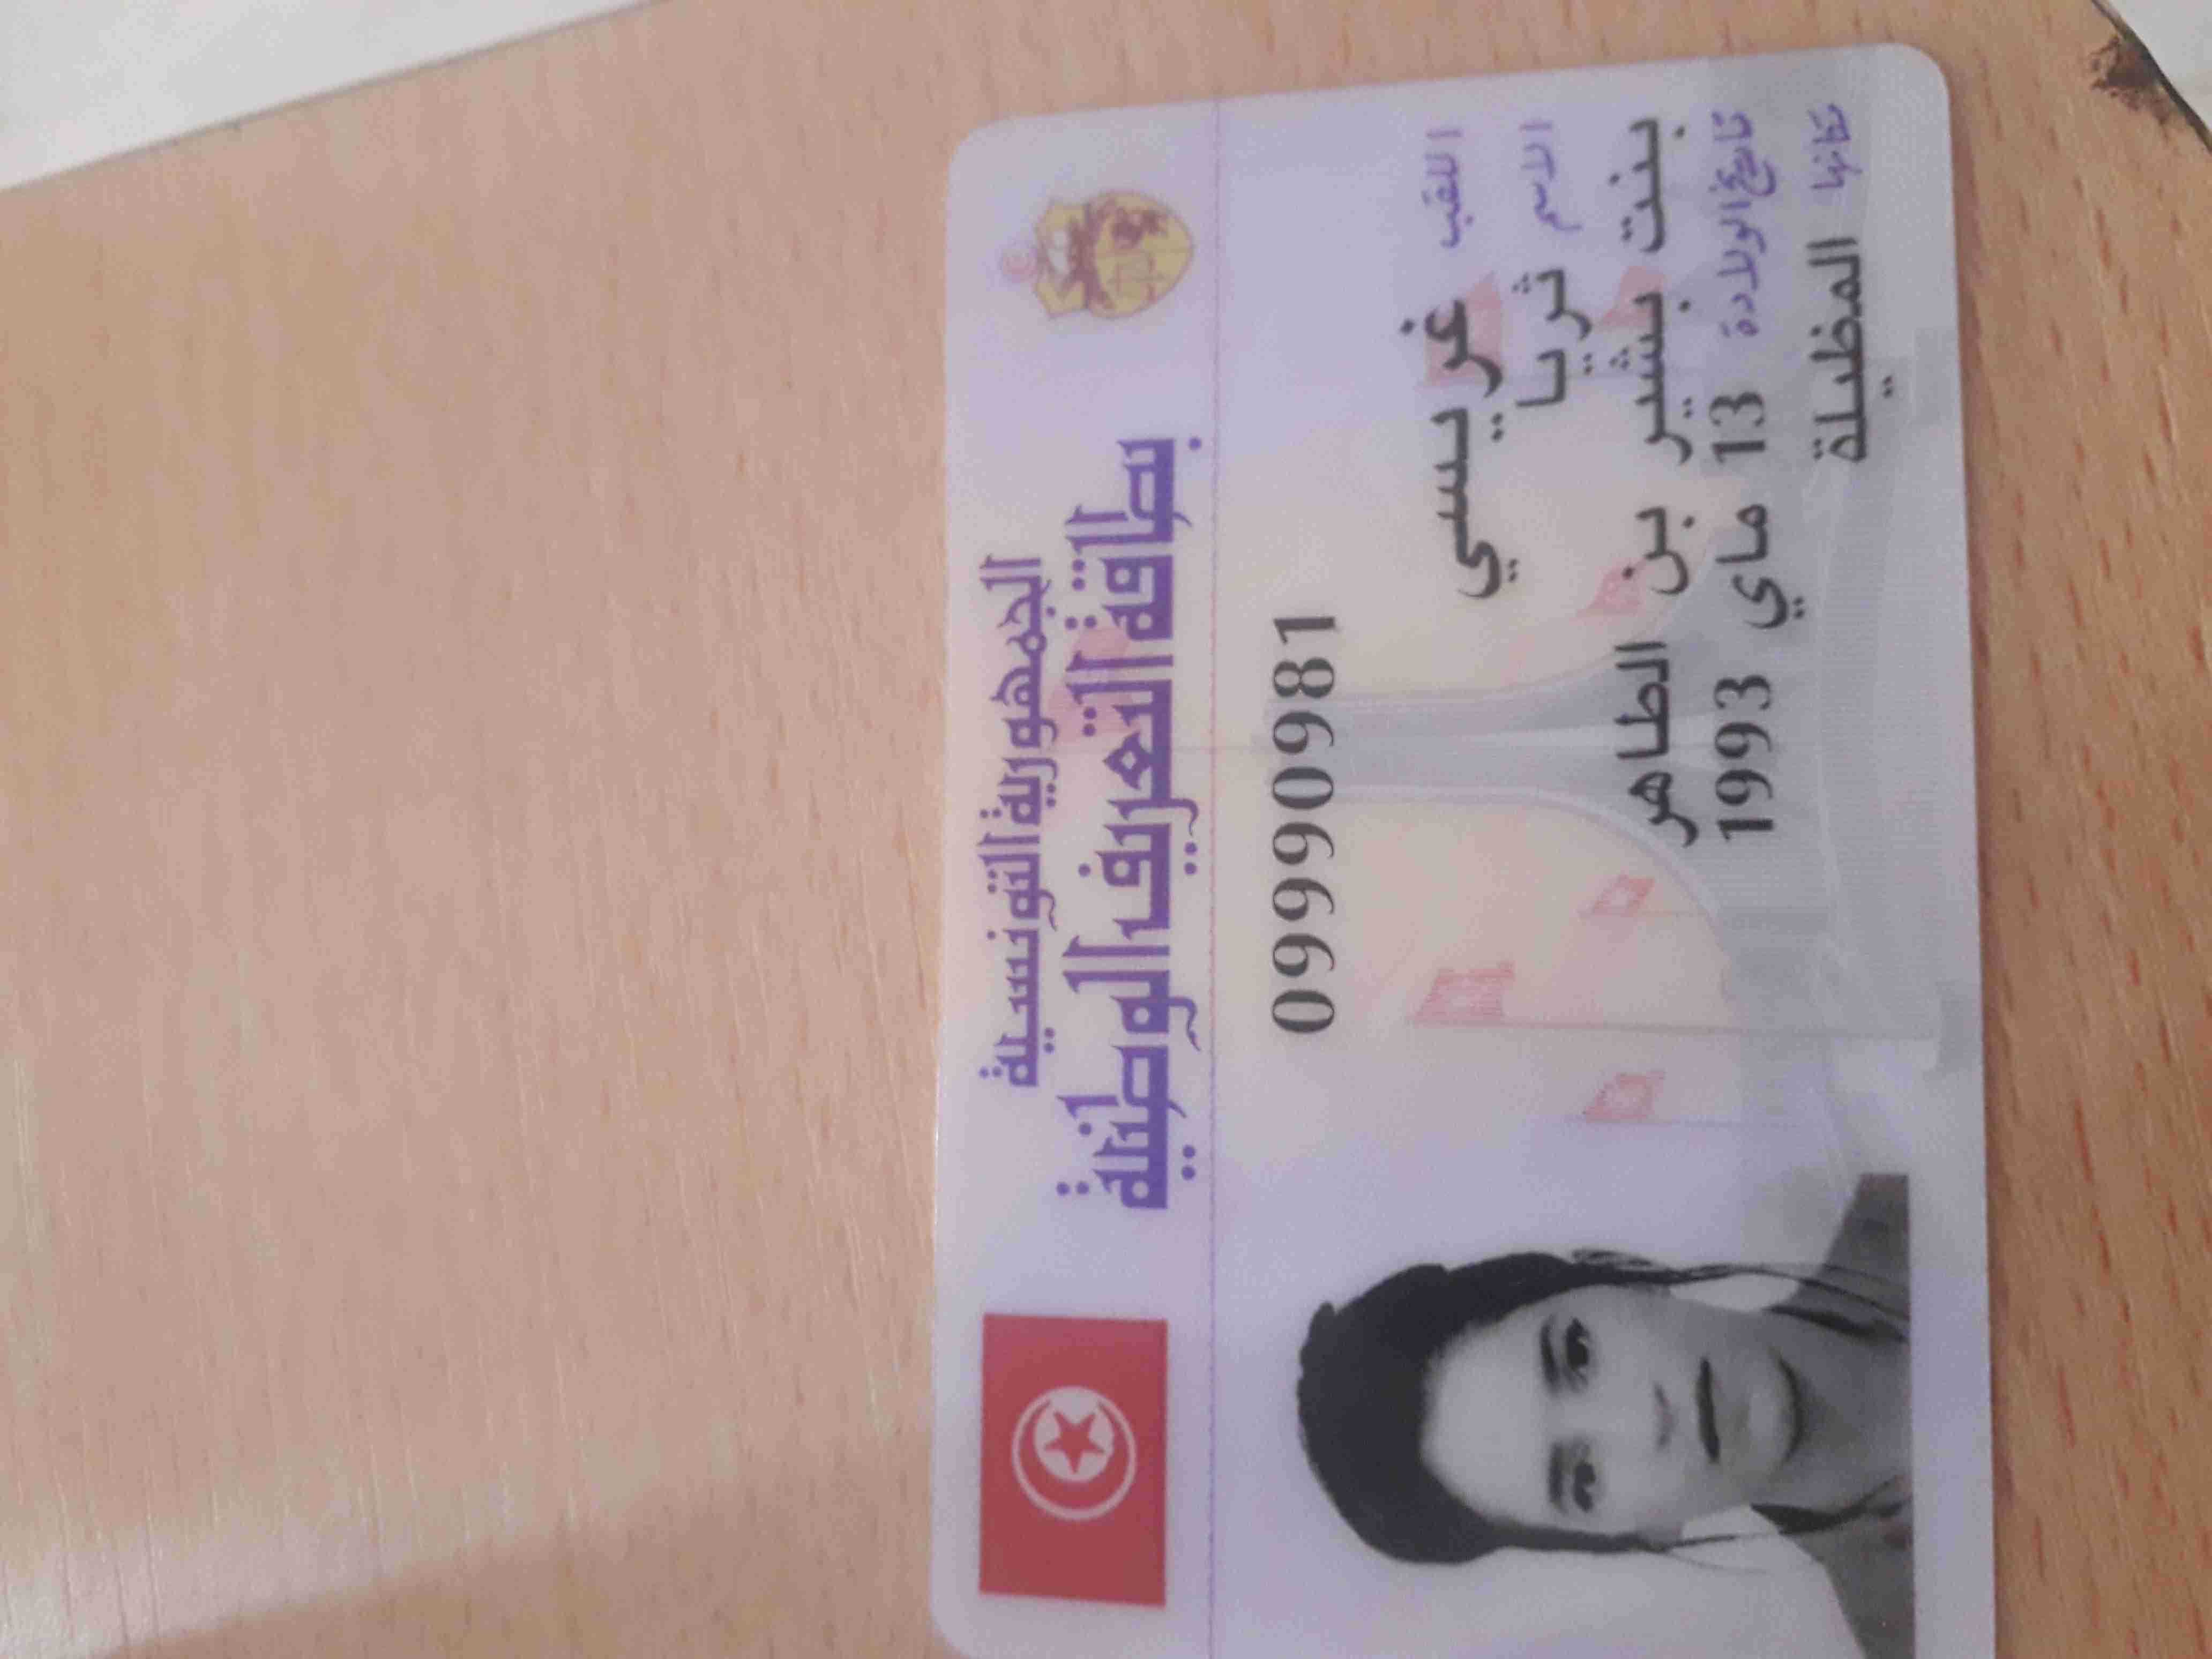 الجمهورية التونسية
بطاقة التعريف الوطنية
09990981
اللقب غريسي
الاسم ثريا
بنت بشير بن الطاهر
تاريخ الولادة 13 ماي 1993
مكانها المظيلة